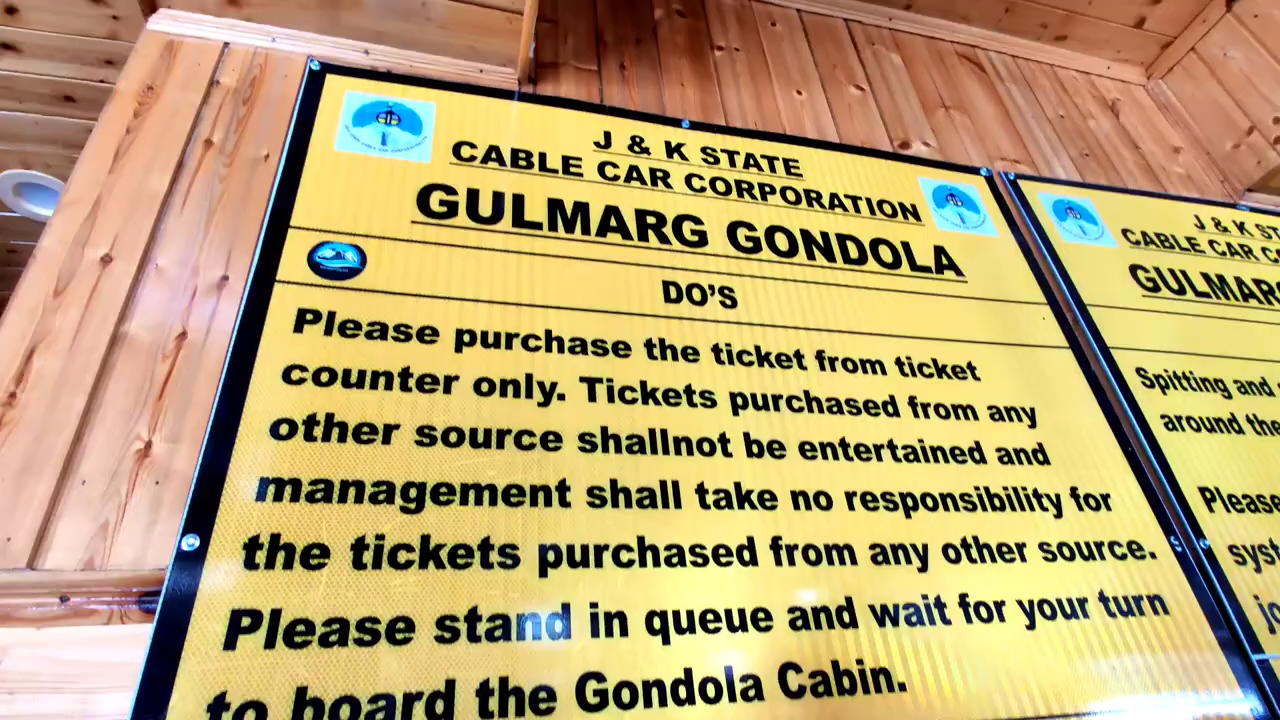 J & K STATE
CABLE CAR CORPORATION
GULMARG GONDOLA
DO'S
Please purchase the ticket from ticket
counter only. Tickets purchased from any
other source shallnot be entertained and
management shall take no responsibility for
the tickets purchased from any other source.
Please stand in queue and wait for your turn
to board the Gondola Cabin.
J & K ST
CABLE CAR CO
GULMARG
Spitting and
around the
Please
syst
jo